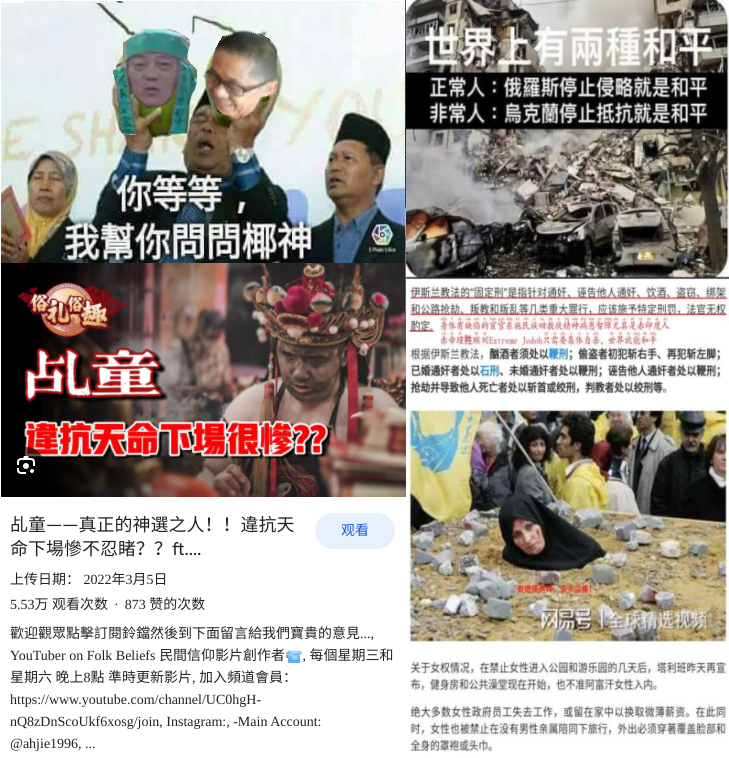 你等等，
我幫你問問椰神
俗礼俗趣
乩童
違抗天命下場很慘??
乩童——真正的神選之人！！違抗天
命下場慘不忍睹？？ft....
观看
上传日期： 2022年3月5日
5.53万 观看次数 · 873 赞的次数
歡迎觀眾點擊訂閱鈴鐺然後到下面留言給我們寶貴的意見...,
YouTuber on Folk Beliefs 民間信仰影片創作者, 每個星期三和
星期六 晚上8點 準時更新影片, 加入頻道會員：
https://www.youtube.com/channel/UC0hgH-
nQ8zDnScoUkf6xosg/join, Instagram:, -Main Account:
@ahjie1996, ...
世界上有兩種和平
正常人：俄羅斯停止侵略就是和平
非常人：烏克蘭停止抵抗就是和平
伊斯兰教法的“固定刑”是指针对通奸、诬告他人通奸、饮酒、盗窃、绑架
和公路抢劫、叛教和叛乱等几类重大罪行，应该施予特定刑罚，法官无权
酌定。
根据伊斯兰教法，酗酒者须处以鞭刑；偷盗者初犯斩右手、再犯斩左脚；
已婚通奸者处以石刑、未婚通奸者处以鞭刑；诬告他人通奸者处以鞭刑；
抢劫并导致他人死亡者处以斩首或绞刑，判教者处以绞刑等。
网易号 全球精选视频
关于女权情况，在禁止女性进入公园和游乐园的几天后，塔利班昨天再宣
布，健身房和公共澡堂现在开始，也不准阿富汗女性入内。
绝大多数女性政府员工失去工作，或留在家中以换取微薄薪资。在此同
时，女性也被禁止在没有男性亲属陪同下旅行，外出必须穿著覆盖脸部和
全身的罩袍或头巾。